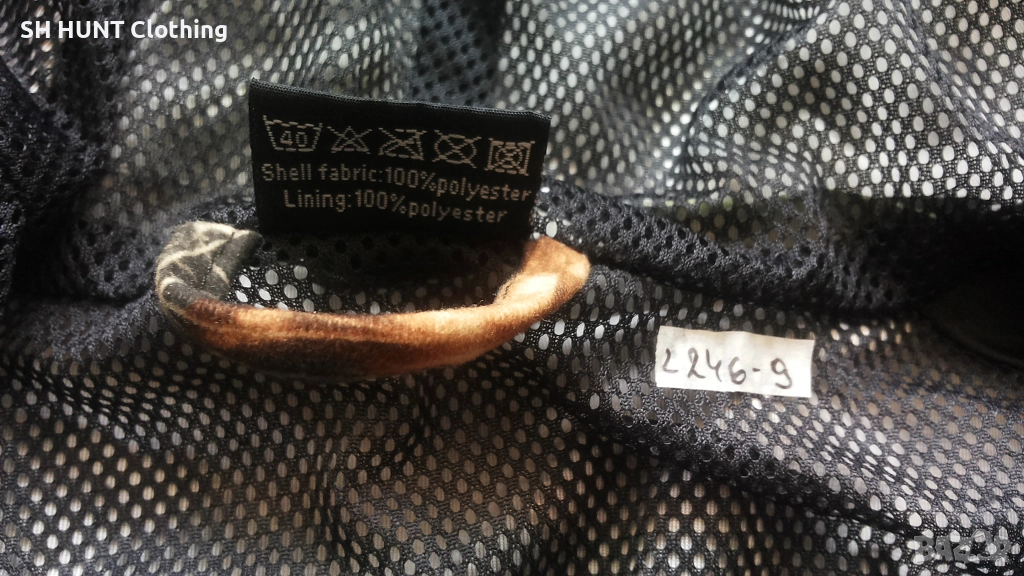 SH HUNT Clothing
40
Shell fabric:100%polyester
Lining:100%polyester
2246-9